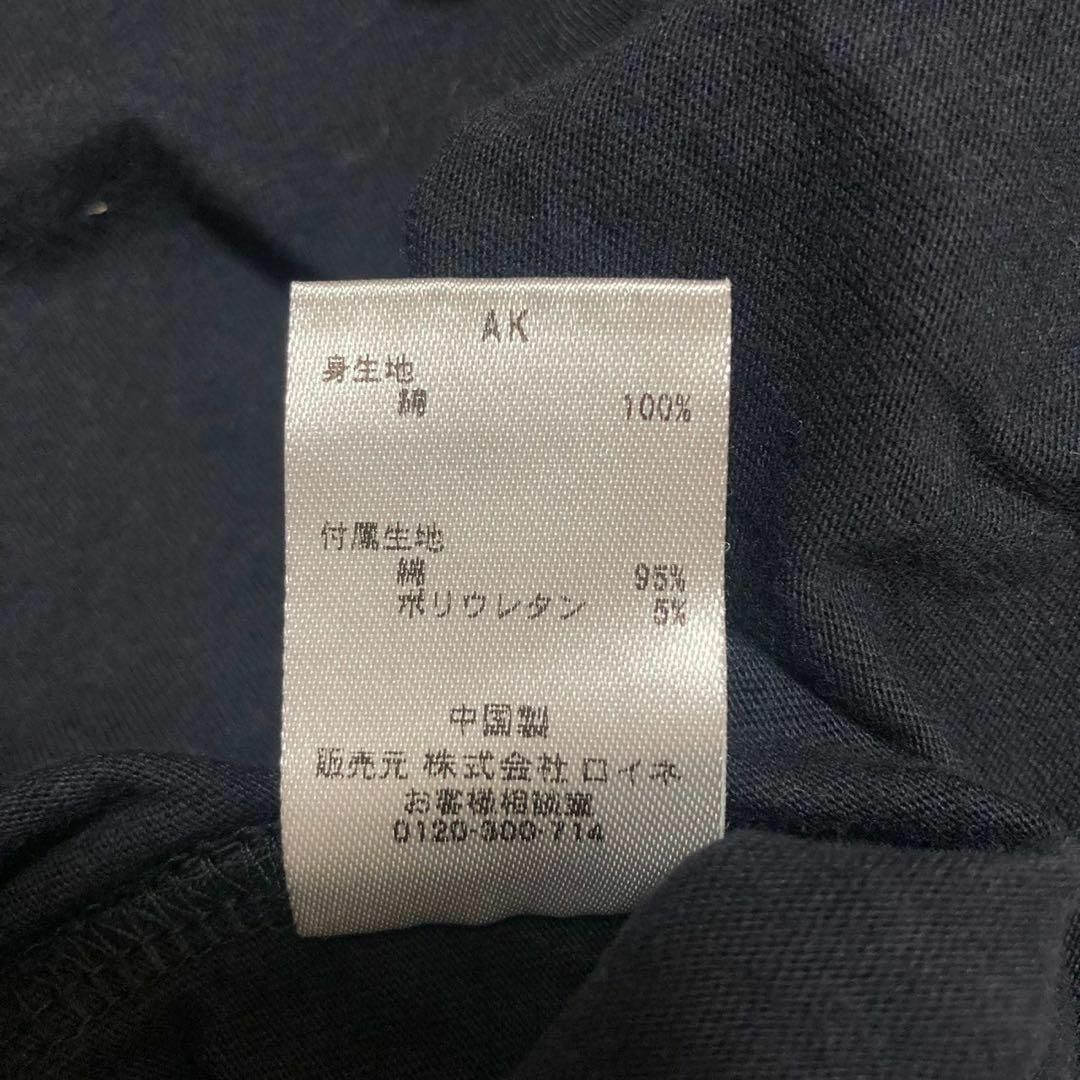 AK
身生地
綿 100%
付属生地
綿 95%
ポリウレタン 5%
中国製
販売元 株式会社 ロイネ
お客様相談室
0120-300-714